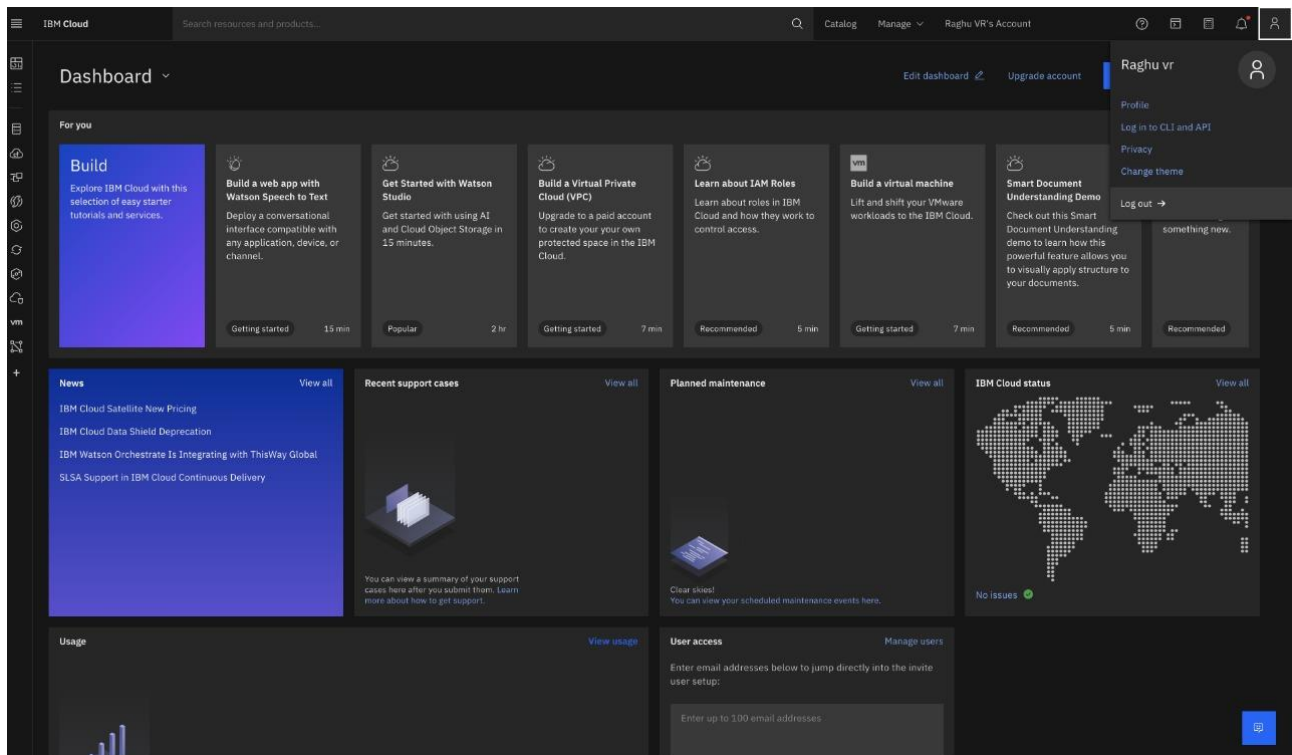 IBM Cloud
Search resources and products...
Catalog
Manage
Raghu VR's Account
Dashboard
Edit dashboard
Upgrade account
Raghu vr
Profile
Log in to CLI and API
Privacy
Change theme
Log out →
For you
Build
Explore IBM Cloud with this
selection of easy starter
tutorials and services.
Build a web app with
Watson Speech to Text
Deploy a conversational
interface compatible with
any application, device, or
channel.
Getting started
15 min
Get Started with Watson
Studio
Get started with using AI
and Cloud Object Storage in
15 minutes.
Popular
2 hr
Build a Virtual Private
Cloud (VPC)
Upgrade to a paid account
to create your your own
protected space in the IBM
Cloud.
Getting started
7 min
Learn about IAM Roles
Learn about roles in IBM
Cloud and how they work to
control access.
Recommended
5 min
vm
Build a virtual machine
Lift and shift your VMware
workloads to the IBM Cloud.
Getting started
7 min
Smart Document
Understanding Demo
Check out this Smart
Document Understanding
demo to learn how this
powerful feature allows you
to visually apply structure to
your documents.
Recommended
5 min
something new.
Recommended
vm
News
View all
IBM Cloud Satellite New Pricing
IBM Cloud Data Shield Deprecation
IBM Watson Orchestrate Is Integrating with ThisWay Global
SLSA Support in IBM Cloud Continuous Delivery
Recent support cases
View all
You can view a summary of your support
cases here after you submit them. Learn
more about how to get support.
Planned maintenance
View all
Clear skies!
You can view your scheduled maintenance events here.
IBM Cloud status
View all
No issues
Usage
View usage
User access
Manage users
Enter email addresses below to jump directly into the invite
user setup:
Enter up to 100 email addresses